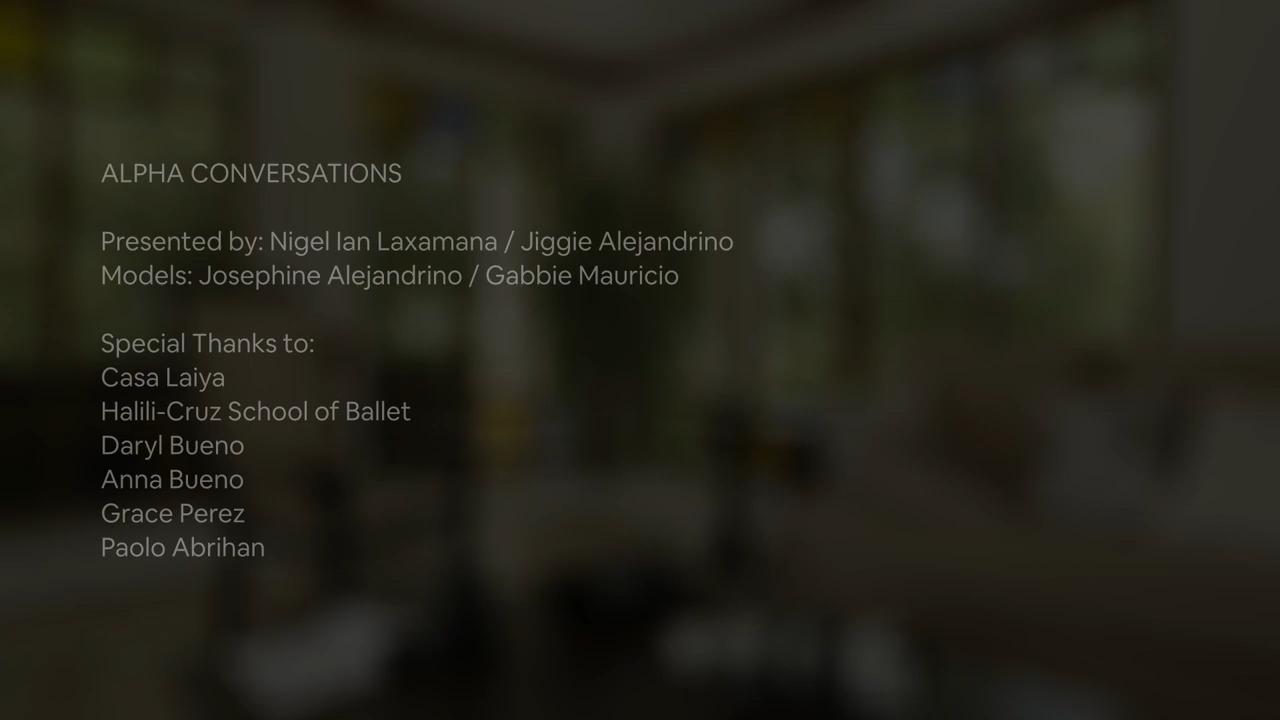 ALPHA CONVERSATIONS
Presented by: Nigel Ian Laxamana / Jiggie Alejandrino
Models: Josephine Alejandrino / Gabbie Mauricio
Special Thanks to:
Casa Laiya
Halili-Cruz School of Ballet
Daryl Bueno
Anna Bueno
Grace Perez
Paolo Abrihan